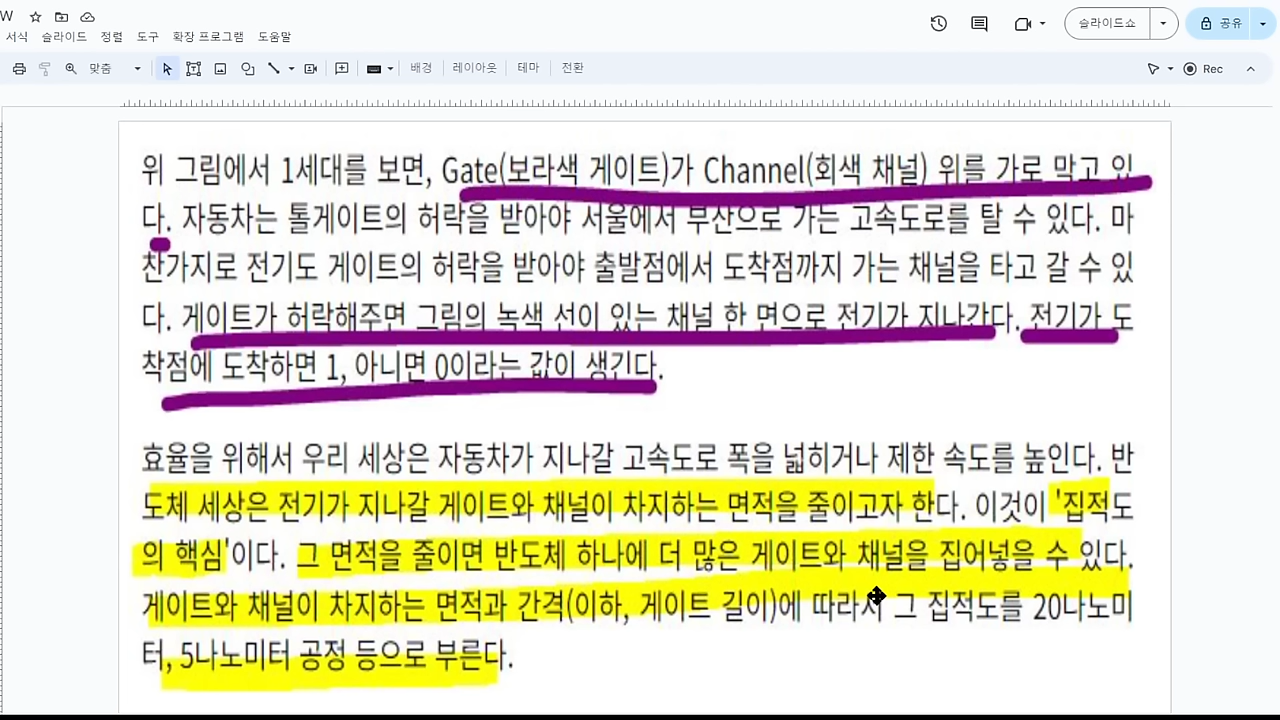 W
서식 슬라이드 정렬 도구 확장 프로그램 도움말
슬라이드쇼
공유
맞춤
배경 레이아웃 테마 전환
Rec
위 그림에서 1세대를 보면, Gate(보라색 게이트)가 Channel(회색 채널) 위를 가로 막고 있
다. 자동차는 톨게이트의 허락을 받아야 서울에서 부산으로 가는 고속도로를 탈 수 있다. 마
찬가지로 전기도 게이트의 허락을 받아야 출발점에서 도착점까지 가는 채널을 타고 갈 수 있
다. 게이트가 허락해주면 그림의 녹색 선이 있는 채널 한 면으로 전기가 지나간다. 전기가 도
착점에 도착하면 1, 아니면 0이라는 값이 생긴다.
효율을 위해서 우리 세상은 자동차가 지나갈 고속도로 폭을 넓히거나 제한 속도를 높인다. 반
도체 세상은 전기가 지나갈 게이트와 채널이 차지하는 면적을 줄이고자 한다. 이것이 '집적도
의 핵심'이다. 그 면적을 줄이면 반도체 하나에 더 많은 게이트와 채널을 집어넣을 수 있다.
게이트와 채널이 차지하는 면적과 간격(이하, 게이트 길이)에 따라서 그 집적도를 20나노미
터, 5나노미터 공정 등으로 부른다.